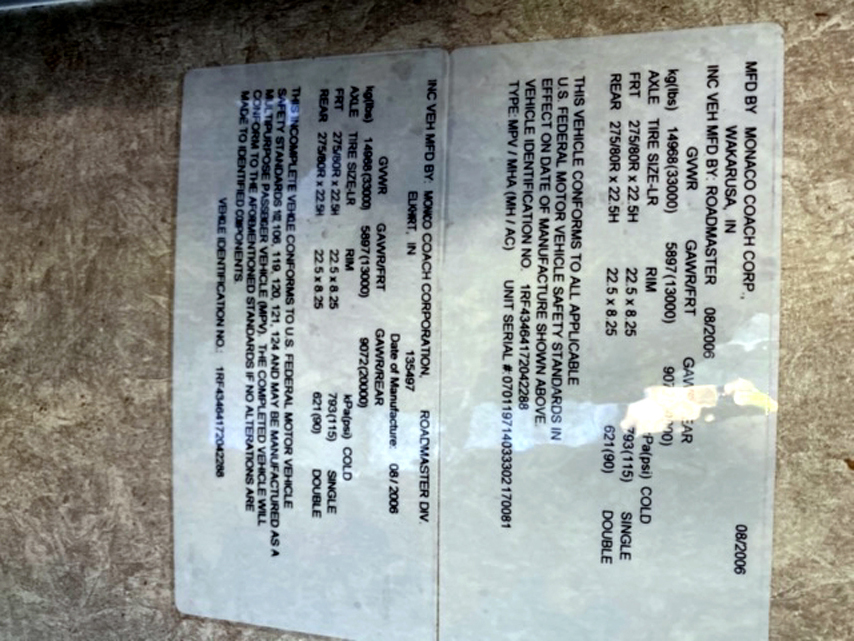 MFD BY MONACO COACH CORP., 08/2006
WAKARUSA, IN
INC VEH MFD BY: ROADMASTER 08/2006
GVWR GAWR/FRT
kg(lbs) 14968(33000) 5897(13000)
AXLE TIRE SIZE-LR RIM kPa(psi) COLD
FRT 275/80R x 22.5H 22.5 x 8.25 793(115) SINGLE
REAR 275/80R x 22.5H 22.5 x 8.25 621(90) DOUBLE
THIS VEHICLE CONFORMS TO ALL APPLICABLE
U.S. FEDERAL MOTOR VEHICLE SAFETY STANDARDS IN
EFFECT ON DATE OF MANUFACTURE SHOWN ABOVE.
VEHICLE IDENTIFICATION NO. 1RF43464172042288
TYPE: MPV / MHA (MH / AC) UNIT SERIAL #:
INC VEH MFD BY: MONACO COACH CORPORATION, ROADMASTER DIV.
ELKHART, IN 135497
Date of Manufacture: 08 / 2006
GVWR GAWR/FRT GAWR/REAR
kg(lbs) 14968 (33000) 5897(13000) 9072(20000)
AXLE TIRE SIZE-LR RIM kPa(psi) COLD
FRT 275/80R x 22.5H 22.5 x 8.25 793(115) SINGLE
REAR 275/80R x 22.5H 22.5 x 8.25 621(90) DOUBLE
THIS INCOMPLETE VEHICLE CONFORMS TO U.S. FEDERAL MOTOR VEHICLE
SAFETY STANDARDS 106, 119, 120, 121, 124 AND MAY BE MANUFACTURED AS A
MULTIPURPOSE PASSENGER VEHICLE (MPV). THE COMPLETED VEHICLE WILL
CONFORM TO THE AFOREMENTIONED STANDARDS IF NO ALTERATIONS ARE
MADE TO IDENTIFIED COMPONENTS.
VEHICLE IDENTIFICATION NO.: 1RF43464172042288